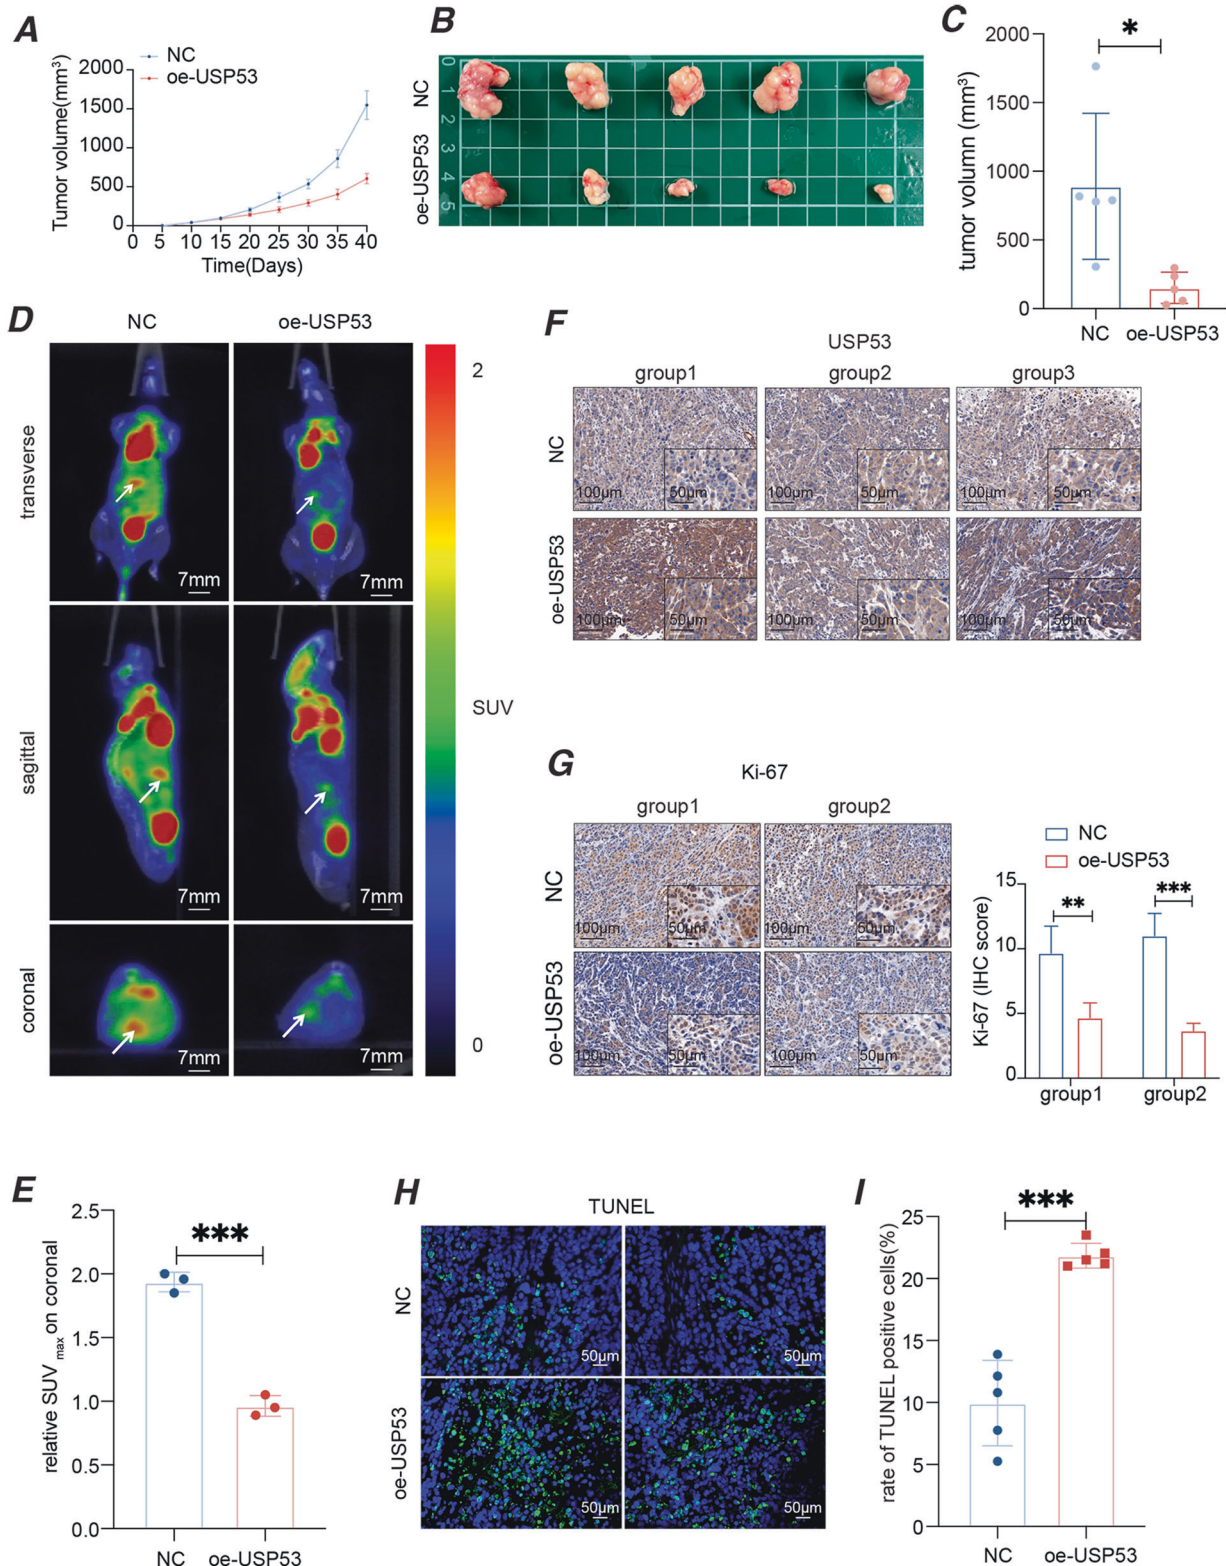 A
NC
oe-USP53
Tumor volume(mm³)
2000
1500
1000
500
0
0 5 10 15 20 25 30 35 40
Time(Days)
B
NC
oe-USP53
0
1
2
3
4
5
C
*
tumor volumn (mm³)
2000
1500
1000
500
0
NC oe-USP53
D
NC oe-USP53
transverse
7mm 7mm
sagittal
7mm 7mm
coronal
7mm 7mm
2
SUV
0
E
***
relative SUVmax on coronal
2.5
2.0
1.5
1.0
0.5
0.0
NC oe-USP53
F
USP53
group1 group2 group3
NC
100μm 50μm 100μm 50μm 100μm 50μm
oe-USP53
100μm 50μm 100μm 50μm 100μm 50μm
G
Ki-67
group1 group2
NC
100μm 50μm 100μm 50μm
oe-USP53
100μm 50μm 100μm 50μm
NC
oe-USP53
** ***
Ki-67 (IHC score)
15
10
5
0
group1 group2
H
TUNEL
NC
50μm 50μm
oe-USP53
50μm 50μm
I
***
rate of TUNEL positive cells(%)
25
20
15
10
5
0
NC oe-USP53